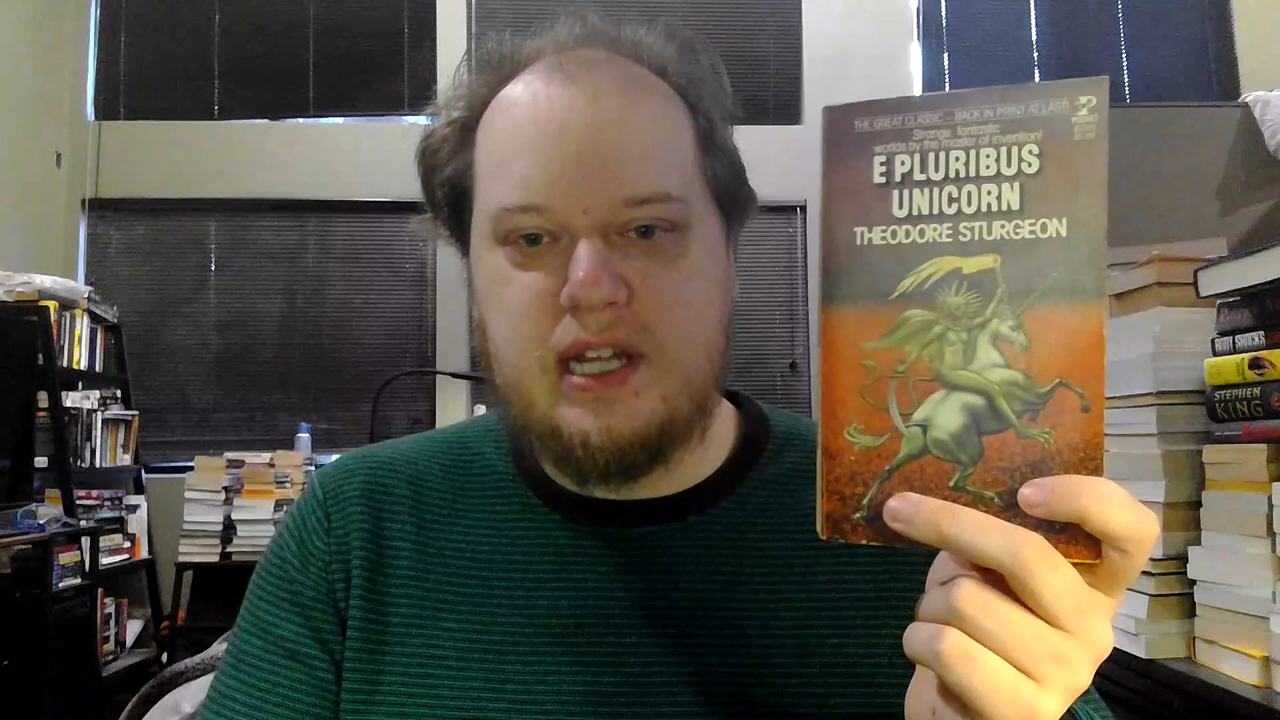 THE GREAT CLASSIC — BACK IN PRINT AT LAST!
Strange, fantastic
worlds by the master of invention!
E PLURIBUS
UNICORN
THEODORE STURGEON
STEPHEN
KING